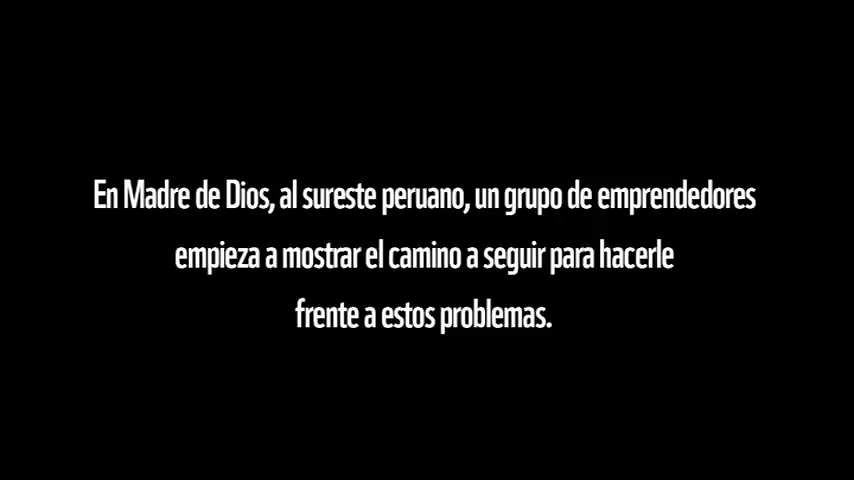 En Madre de Dios, al sureste peruano, un grupo de emprendedores
empieza a mostrar el camino a seguir para hacerle
frente a estos problemas.